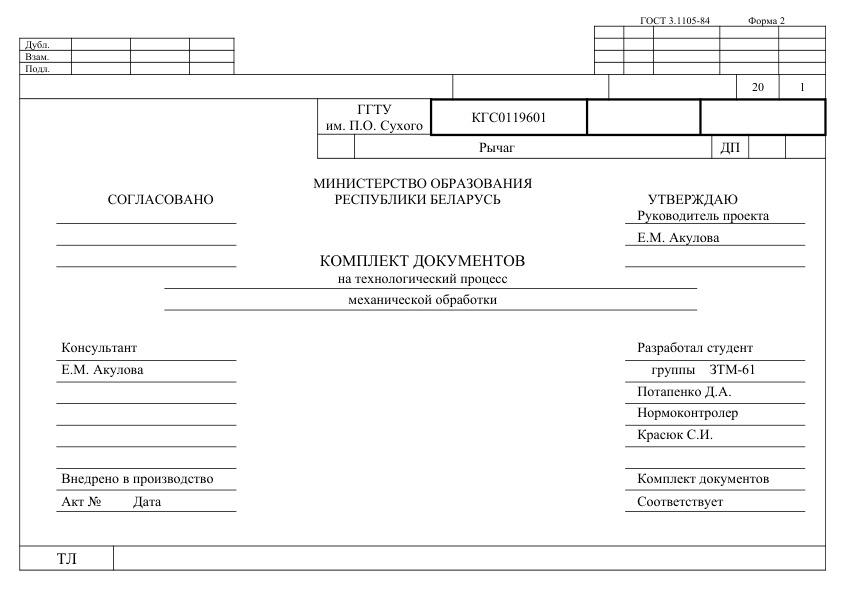 ГОСТ 3.1105-84 Форма 2
Дубл.
Взам.
Подл.
20 1
ГГТУ
им. П.О. Сухого
КГС0119601
Рычаг ДП
СОГЛАСОВАНО
МИНИСТЕРСТВО ОБРАЗОВАНИЯ
РЕСПУБЛИКИ БЕЛАРУСЬ
УТВЕРЖДАЮ
Руководитель проекта
Е.М. Акулова
КОМПЛЕКТ ДОКУМЕНТОВ
на технологический процесс
механической обработки
Консультант
Е.М. Акулова
Внедрено в производство
Акт № Дата
Разработал студент
группы ЗТМ-61
Потапенко Д.А.
Нормоконтролер
Красюк С.И.
Комплект документов
Соответствует
ТЛ